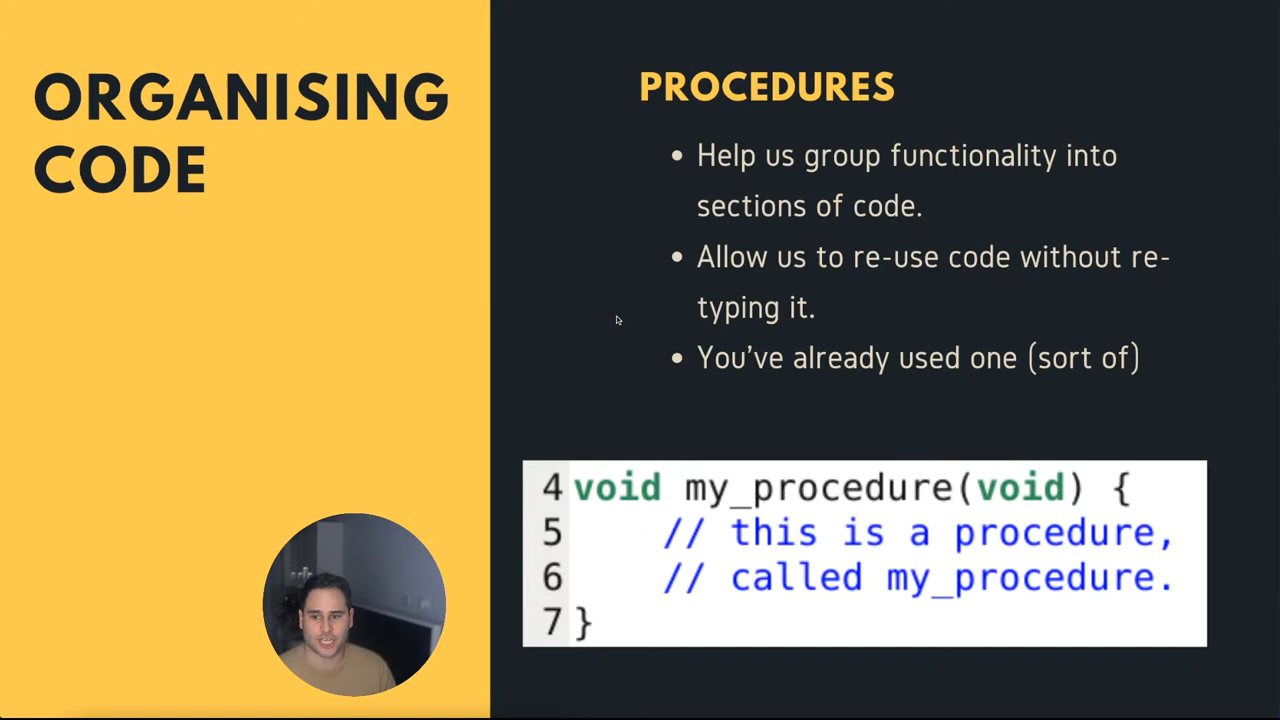 ORGANISING
CODE
PROCEDURES
• Help us group functionality into
sections of code.
• Allow us to re-use code without re-
typing it.
• You've already used one (sort of)
4 void my_procedure(void) {
5     // this is a procedure,
6     // called my_procedure.
7 }